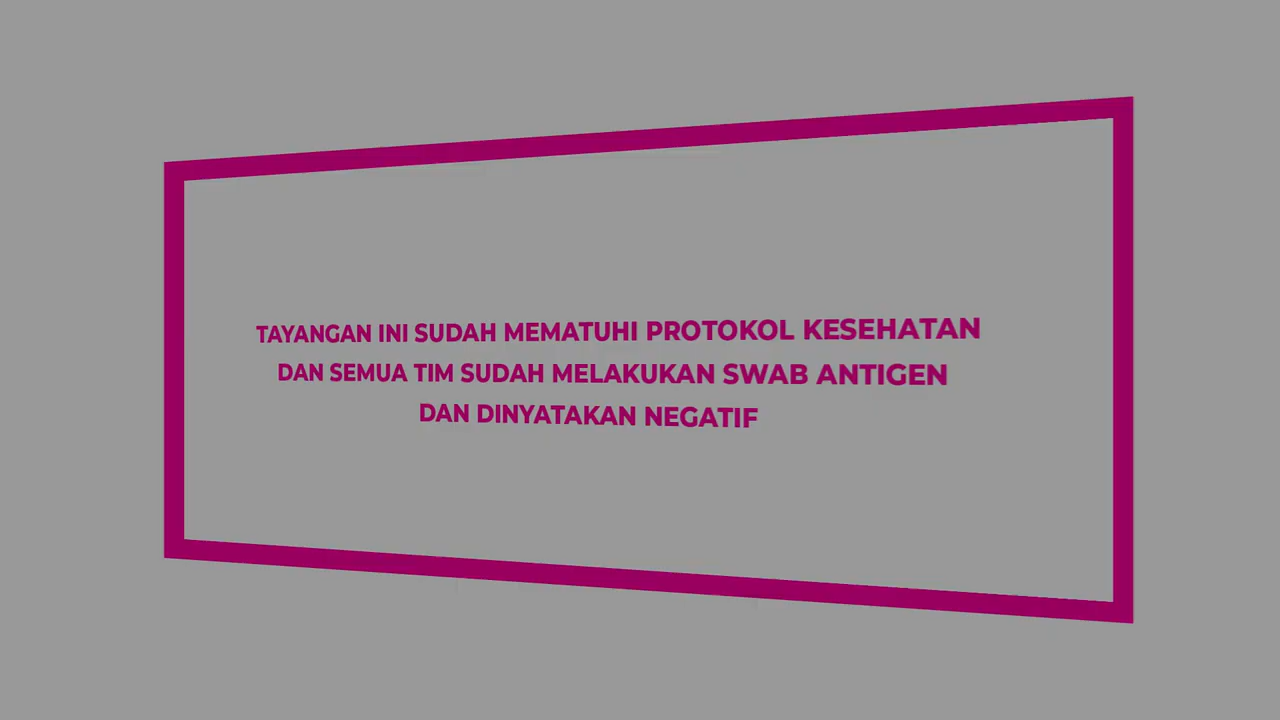 TAYANGAN INI SUDAH MEMATUHI PROTOKOL KESEHATAN
DAN SEMUA TIM SUDAH MELAKUKAN SWAB ANTIGEN
DAN DINYATAKAN NEGATIF